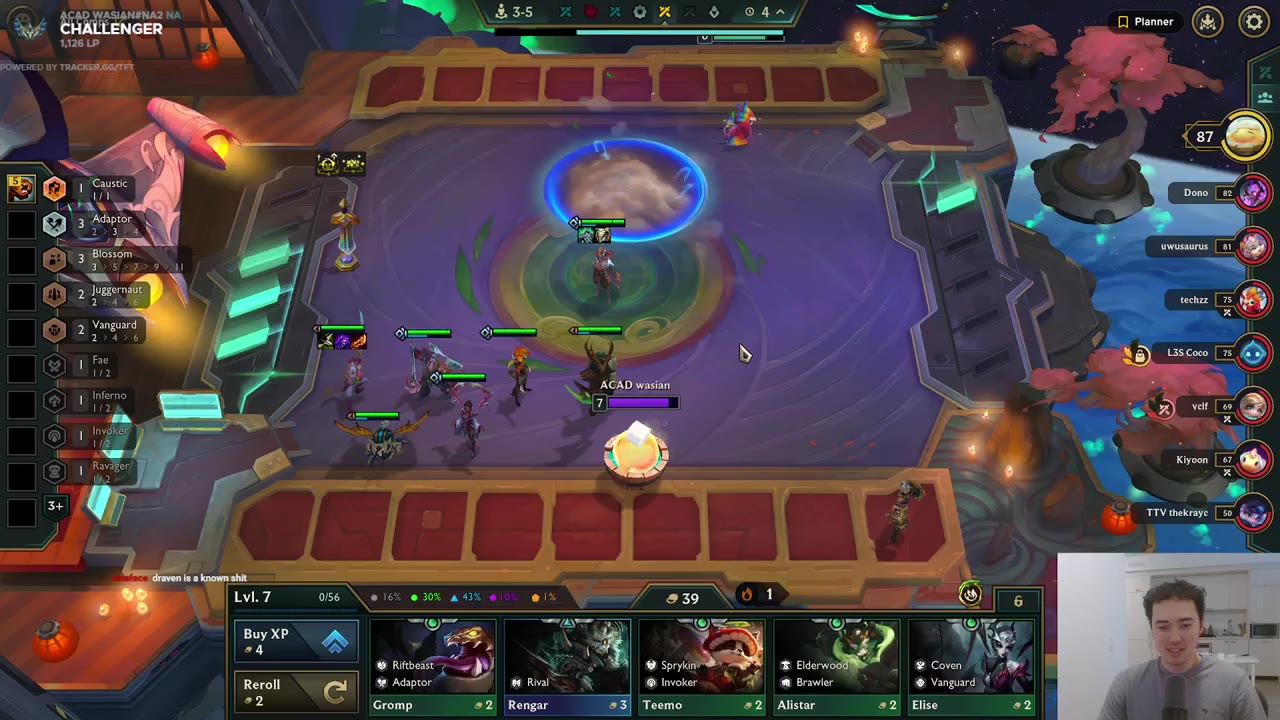 ACAD WASIAN#NA2 NA
CHALLENGER
1,126 LP
POWERED BY TRACKER.GG/TFT
3-5
4
Planner
87
Dono 82
uwusaurus 81
techzz 75
L3S Coco 75
vclf 69
Kiyoon 67
TTV thekrayc 50
5
1 Caustic
1 / 1
3 Adaptor
2 > 3 > 4
3 Blossom
3 > 5 > 7 > 9 > 11
2 Juggernaut
2 > 4 > 6
2 Vanguard
2 > 4 > 6
1 Fae
1 / 2
1 Inferno
1 / 2
1 Invoker
1 / 2
1 Ravager
1 / 2
3+
ACAD wasian
7
draven is a known shit
Lvl. 7
0/56
16% 30% 43% 10% 1%
39
1
6
Buy XP
4
Reroll
2
Riftbeast
Adaptor
Gromp 2
Rival
Rengar 3
Sprykin
Invoker
Teemo 2
Elderwood
Brawler
Alistar 2
Coven
Vanguard
Elise 2